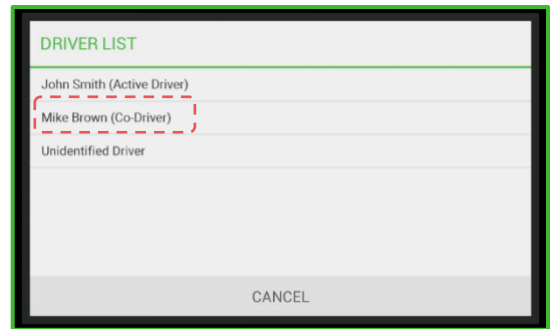 DRIVER LIST
John Smith (Active Driver)
Mike Brown (Co-Driver)
Unidentified Driver
CANCEL